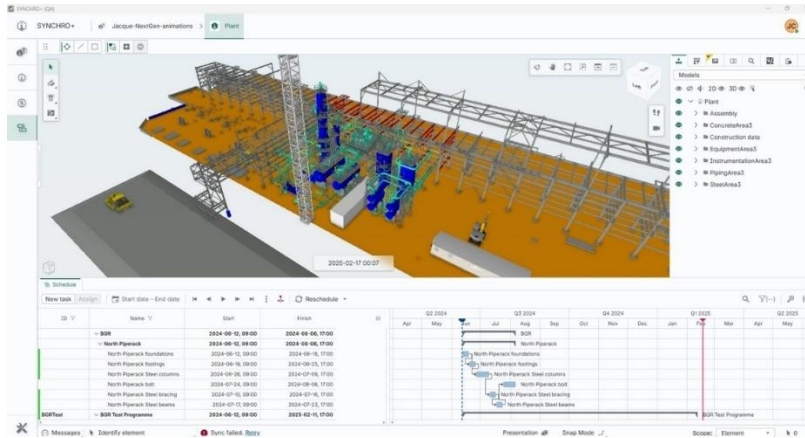 SYNCHRO+ (QA)
SYNCHRO+ Jacque-NextGen-animations > Plant
JC
Models
2D 3D
Plant
Assembly
ConcreteArea3
Construction data
EquipmentArea3
InstrumentationArea3
PipingArea3
SteelArea3
Left
2025-02-17 00:07
Schedule
New task Assign Start date - End date Reschedule
ID Name Start Finish
Q2 2024 Q3 2024 Q4 2024 Q1 2025 Q2 2025
Apr May Jun Jul Aug Sep Oct Nov Dec Jan Feb Mar Apr May
BGR 2024-06-12, 09:00 2024-08-06, 17:00 BGR
North Piperack 2024-06-12, 09:00 2024-08-06, 17:00 North Piperack
North Piperack foundations 2024-06-12, 09:00 2024-06-18, 17:00 North Piperack foundations
North Piperack footings 2024-06-19, 09:00 2024-06-25, 17:00 North Piperack footings
North Piperack Steel columns 2024-06-26, 09:00 2024-07-09, 17:00 North Piperack Steel columns
North Piperack bolt 2024-07-24, 09:00 2024-08-06, 17:00 North Piperack bolt
North Piperack Steel bracing 2024-07-10, 09:00 2024-07-16, 17:00 North Piperack Steel bracing
North Piperack Steel beams 2024-07-17, 09:00 2024-07-23, 17:00 North Piperack Steel beams
BGRTest BGR Test Programme 2024-06-12, 09:00 2025-02-11, 17:00 BGR Test Programme
Messages Identify element Sync failed. Retry Presentation Snap Mode Scope: Element 0